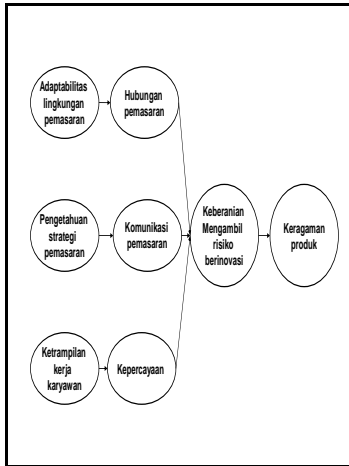 Adaptabilitas
lingkungan
pemasaran
Hubungan
pemasaran
Pengetahuan
strategi
pemasaran
Komunikasi
pemasaran
Keberanian
Mengambil
risiko
berinovasi
Keragaman
produk
Ketrampilan
kerja
karyawan
Kepercayaan